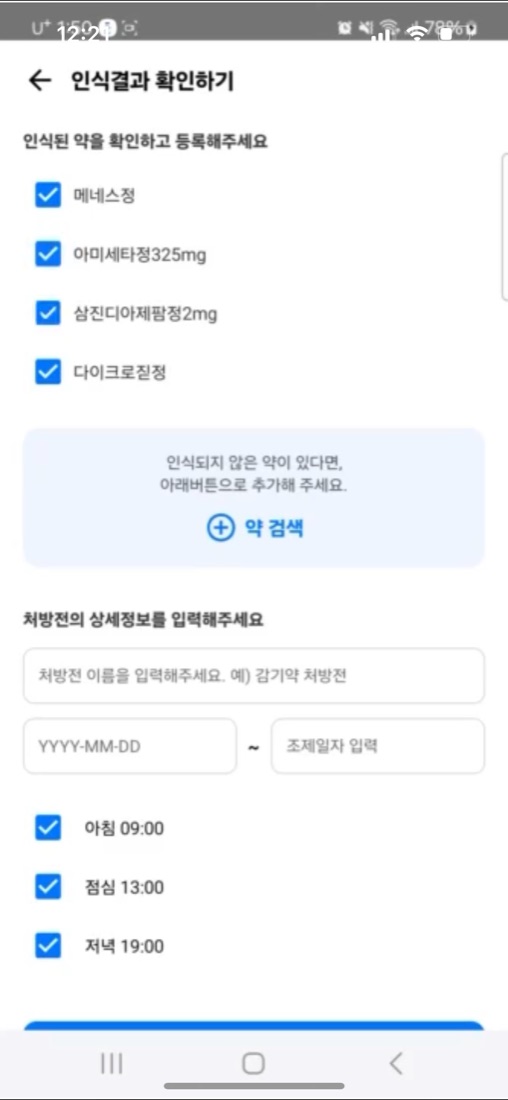 U+ 1:50
12:21
78%
인식결과 확인하기
인식된 약을 확인하고 등록해주세요
메네스정
아미세타정325mg
삼진디아제팜정2mg
다이크로짇정
인식되지 않은 약이 있다면,
아래버튼으로 추가해 주세요.
약 검색
처방전의 상세정보를 입력해주세요
처방전 이름을 입력해주세요. 예) 감기약 처방전
YYYY-MM-DD ~ 조제일자 입력
아침 09:00
점심 13:00
저녁 19:00